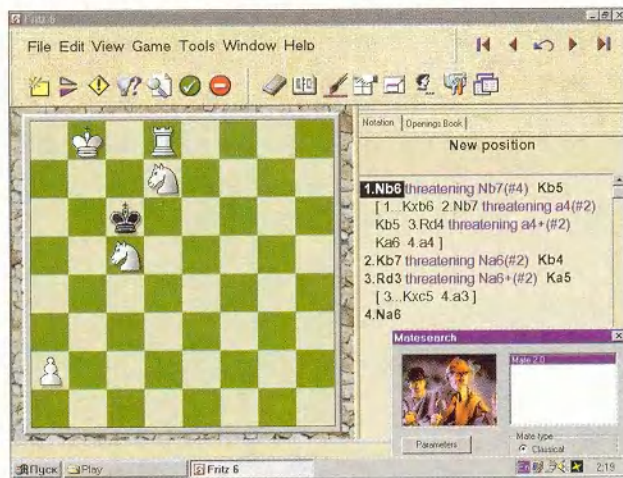 Fritz 6
File Edit View Game Tools Window Help
Notation
Openings Book
New position
1.Nb6 threatening Nb7(#4) Kb5
[ 1...Kxb6 2.Nb7 threatening a4(#2)
Kb5 3.Rd4 threatening a4+(#2)
Ka6 4.a4 ]
2.Kb7 threatening Na6(#2) Kb4
3.Rd3 threatening Na6+(#2) Ka5
[ 3...Kxc5 4.a3 ]
4.Na6
Matesearch
Mate 2.0
Parameters
Mate type
Classical
Пуск
Play
Fritz 6
En
2:19